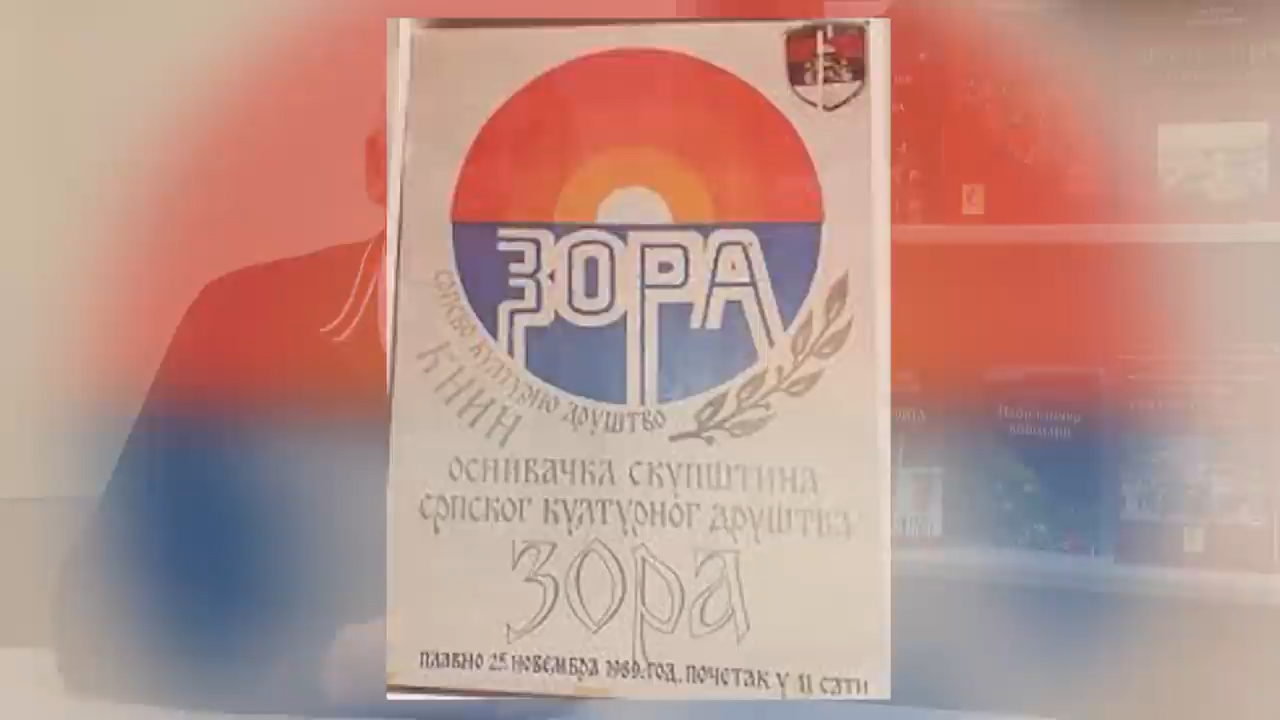 ЗОРА
СРПСКО КУЛТУРНО ДРУШТВО
КНИН
ОСНИВАЧКА СКУПШТИНА
СРПСКОГ КУЛТУРНОГ ДРУШТВА
ЗОРА
ПЛАВНО 25. НОВЕМБРА 1989. ГОД. ПОЧЕТАК У 11 САТИ